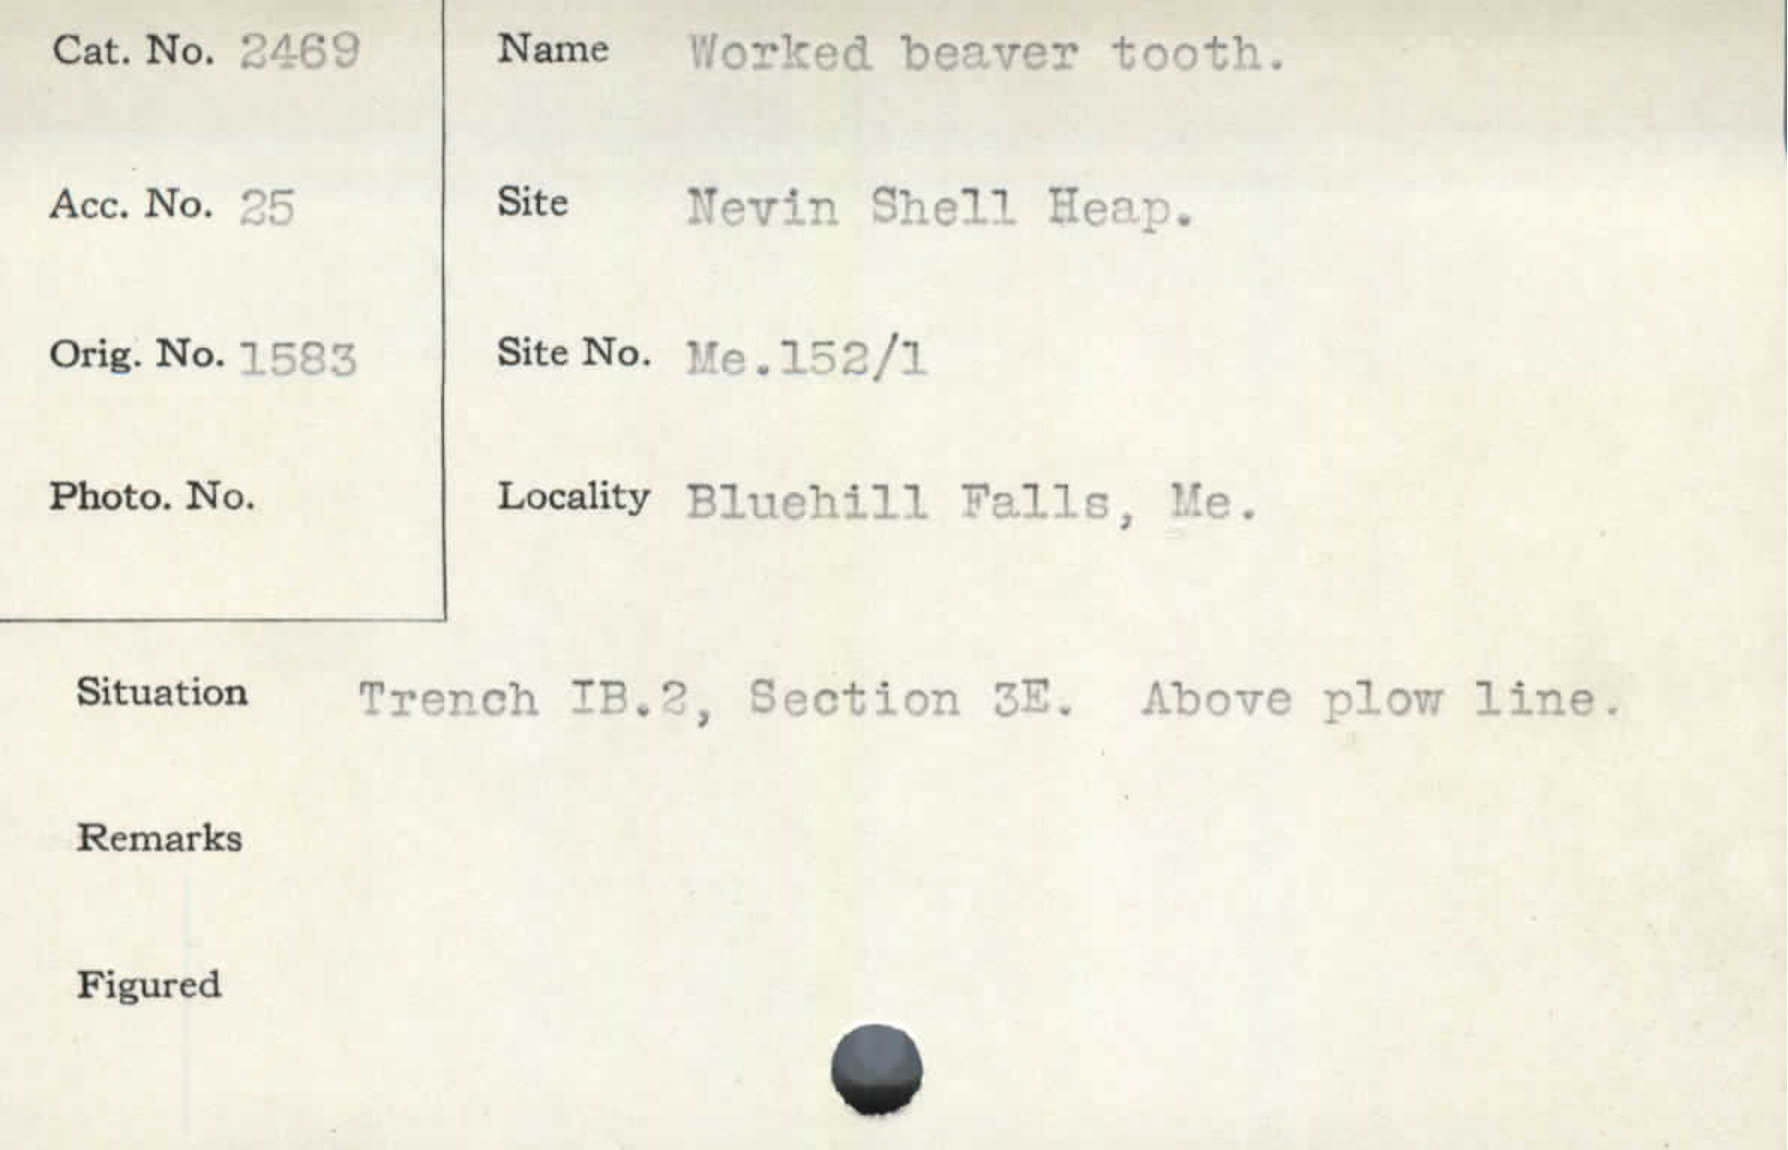 Cat. No. 2469 Name Worked beaver tooth.
Acc. No. 25 Site Nevin Shell Heap.
Orig. No. 1583 Site No. Me.152/1
Photo. No. Locality Bluehill Falls, Me.
Situation Trench IB.2, Section 3E. Above plow line.
Remarks
Figured